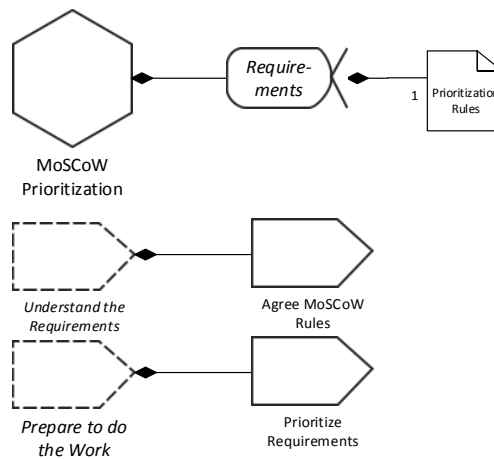 Require-
ments
1
Prioritization
Rules
MoSCoW
Prioritization
Understand the
Requirements
Agree MoSCoW
Rules
Prepare to do
the Work
Prioritize
Requirements